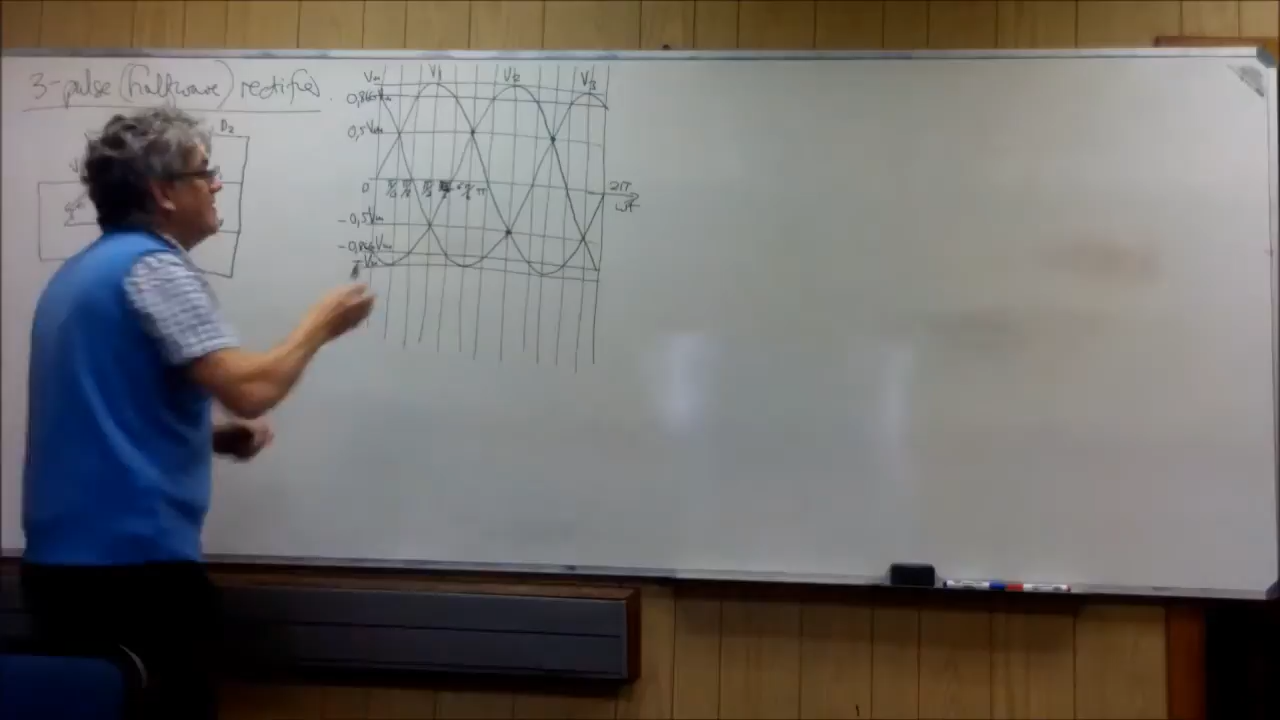 3-pulse (halfwave) rectifier.
D2
Vm V1 V2 V3
0,866Vm
0,5Vm
0 π 2π
ωt
-0,5Vm
-0,866Vm
-Vm